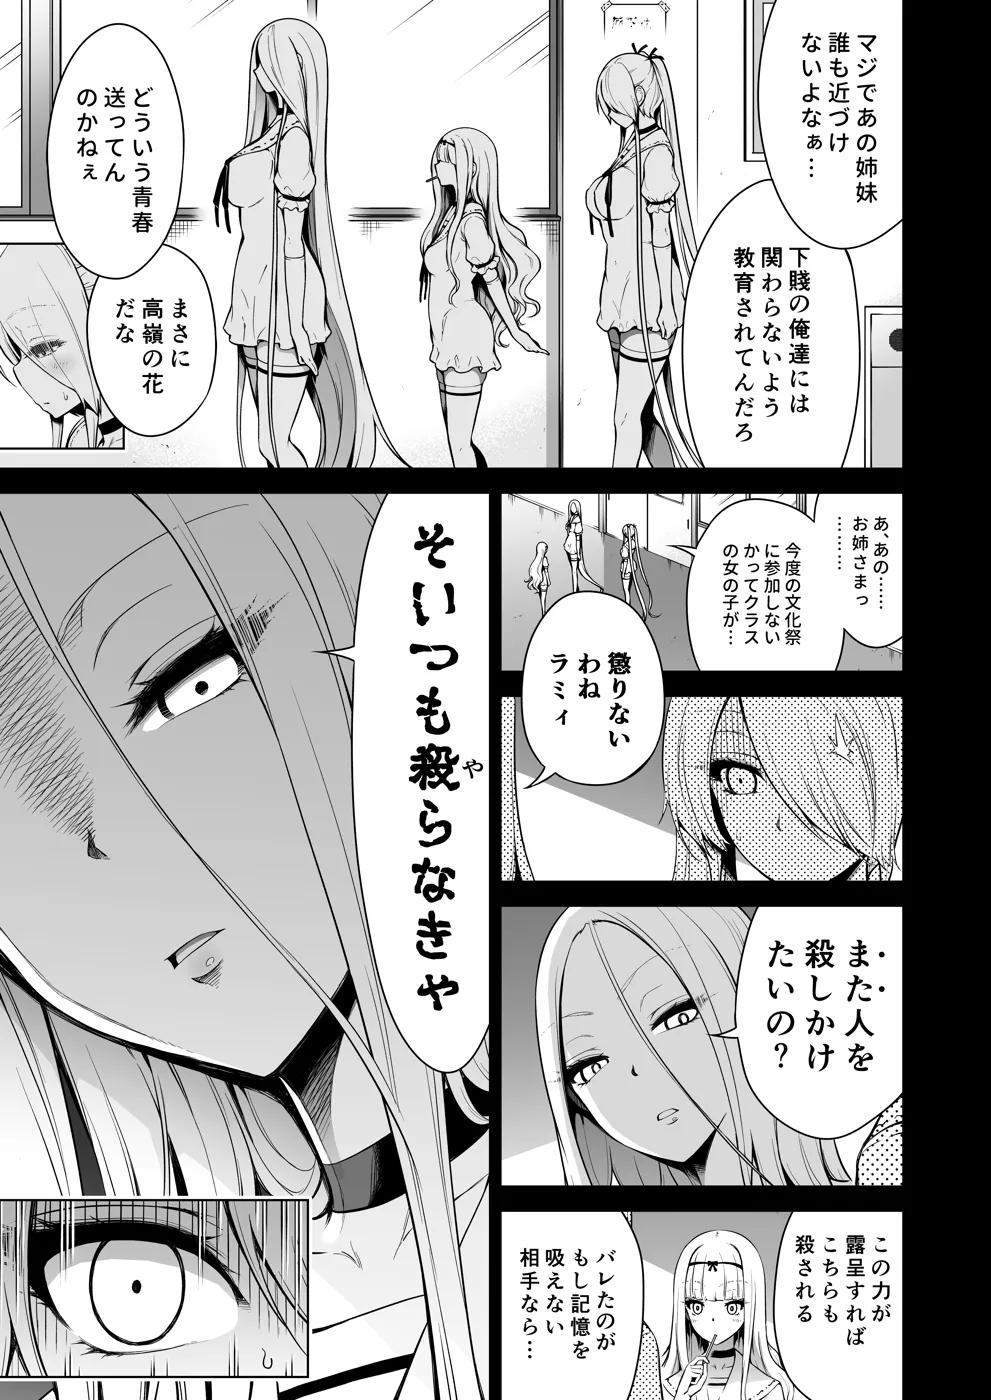 マジであの姉妹
誰も近づけ
ないよなぁ…
下賤の俺達には
関わらないよう
教育されてんだろ
どういう青春
送ってん
のかねぇ
まさに
高嶺の花
だな
あ、あの……
お姉さまっ
………
今度の文化祭
に参加しない
かってクラス
の女の子が…
懲りない
わね
ラミィ
また人を
殺しかけ
たいの？
この力が
露呈すれば
こちらも
殺される
バレたのが
もし記憶を
吸えない
相手なら…
そいつも殺らなきゃ
や